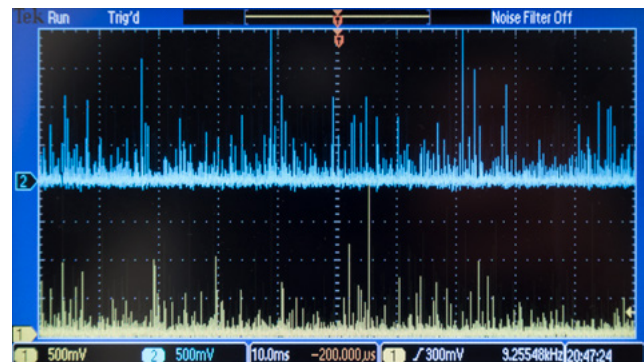 Tek Run Trig'd Noise Filter Off
T
T
2
1
1 500mV 2 500mV 10.0ms -200.000µs 1 ∫ 300mV 9.25548kHz 20:47:24